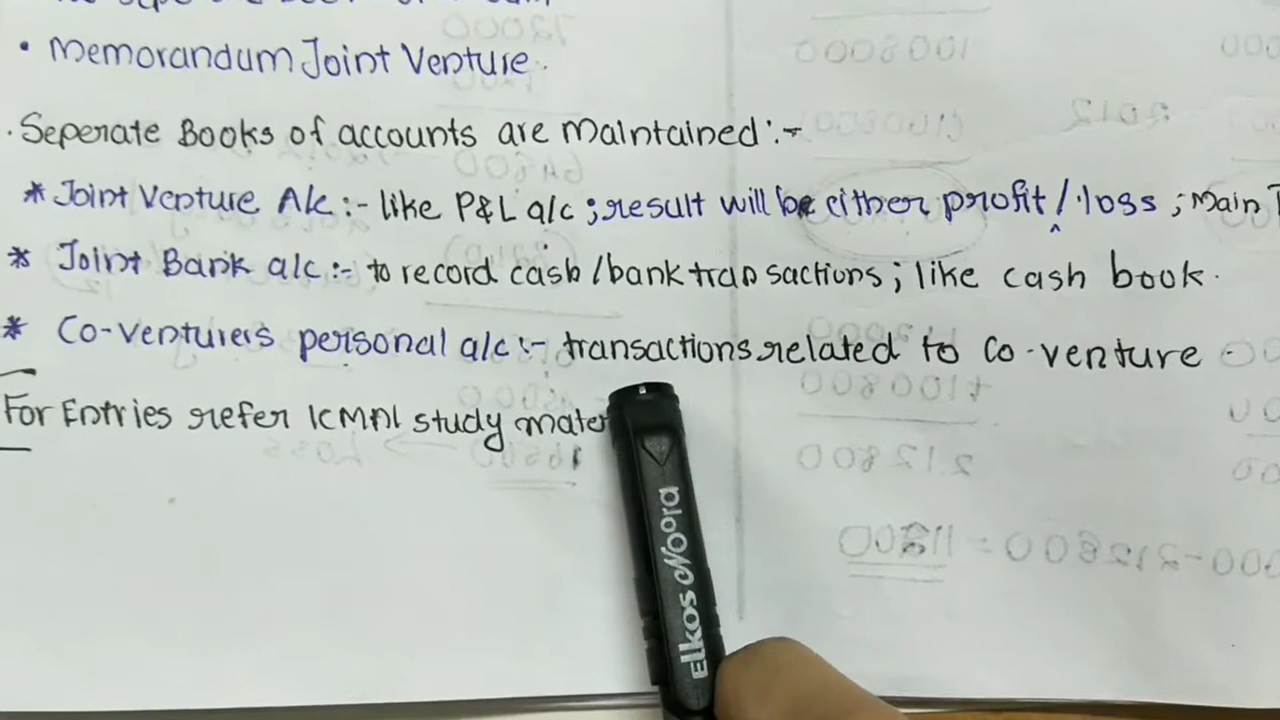 • Memorandum Joint Venture.
. Seperate Books of accounts are maintained :-
* Joint Venture A/c :- like P&L a/c ; result will be either profit / loss ; Main
* Joint Bank a/c :- to record cash / bank transactions ; like cash book.
* Co-venturers personal a/c :- transactions related to Co-venture.
For Entries refer ICMAI study mater
Elkos Noora